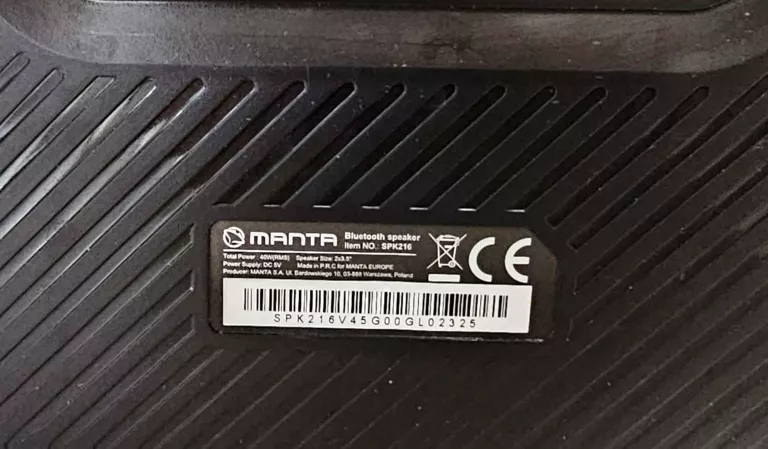 MANTA
Bluetooth speaker
Item NO.: SPK216
Total Power : 40W(RMS) Speaker Size: 2x3.5"
Power Supply: DC 5V Made in P.R.C for MANTA EUROPE
Producer: MANTA S.A. Ul. Bardowskiego 10, 03-888 Warszawa, Poland
CE
SPK216V45G00GL02325